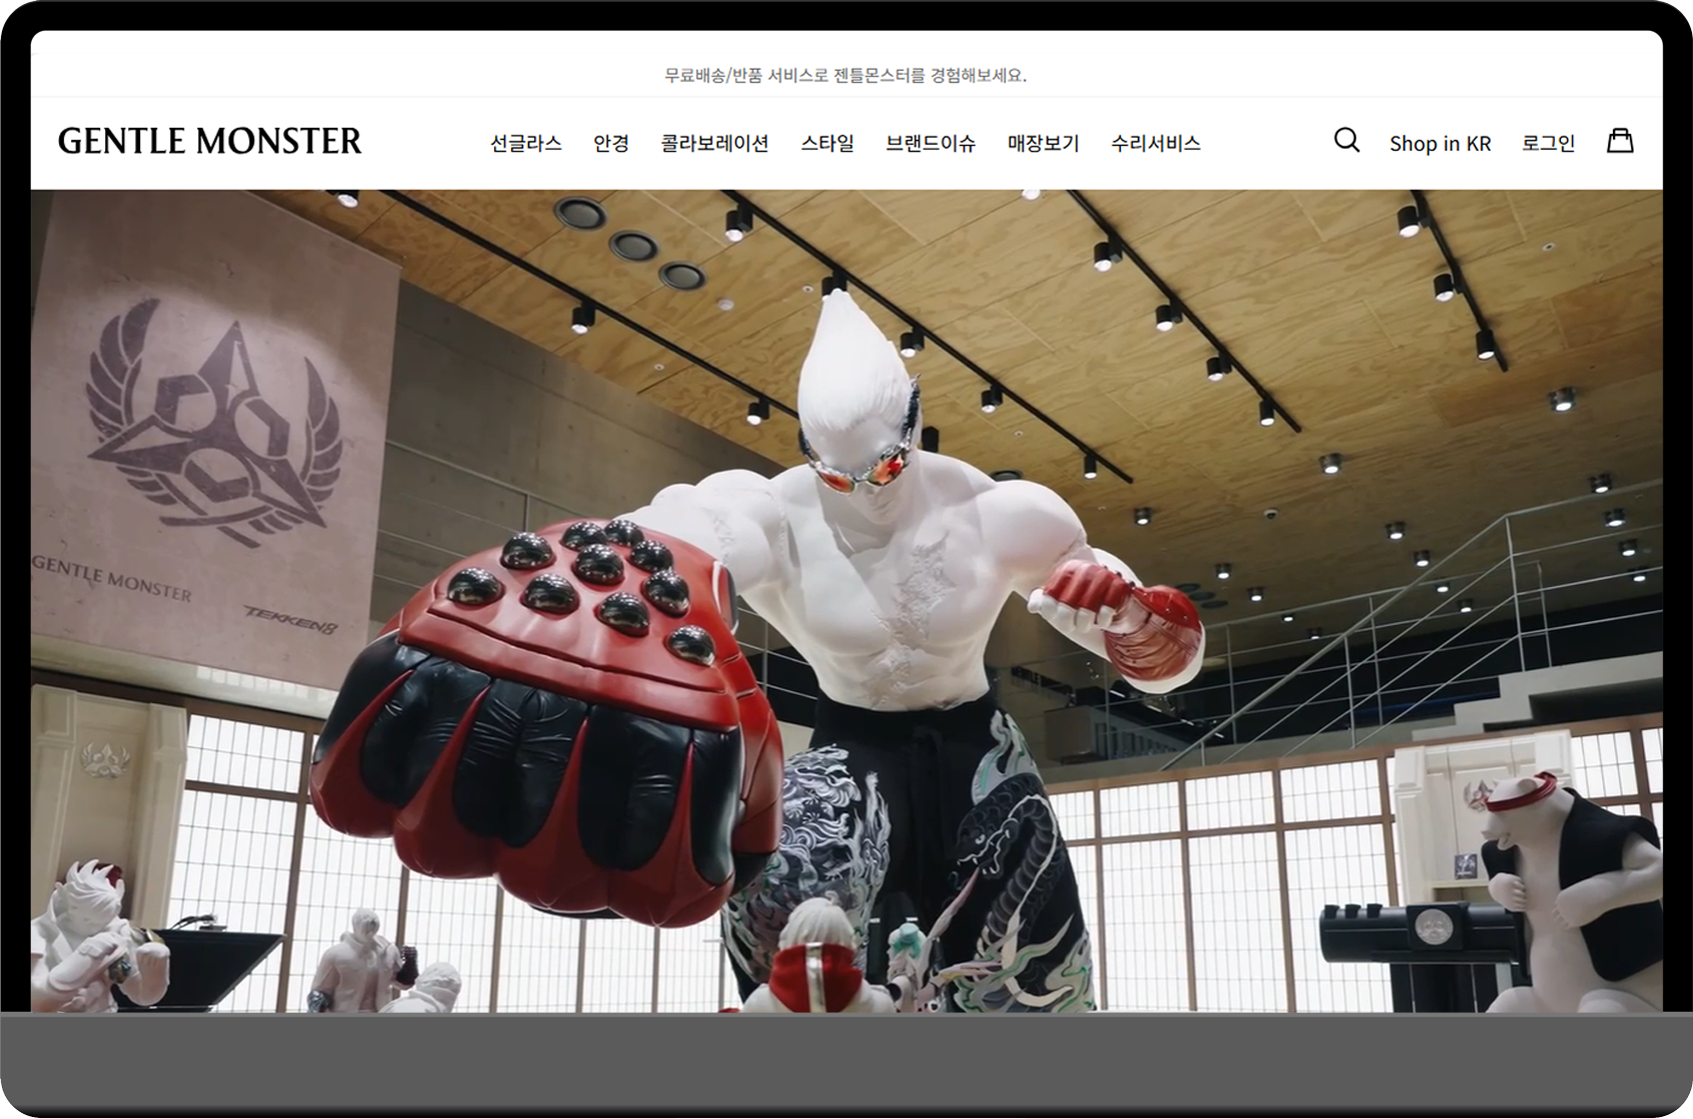 무료배송/반품 서비스로 젠틀몬스터를 경험해보세요.
GENTLE MONSTER
선글라스 안경 콜라보레이션 스타일 브랜드이슈 매장보기 수리서비스
Shop in KR 로그인
GENTLE MONSTER
TEKKEN8